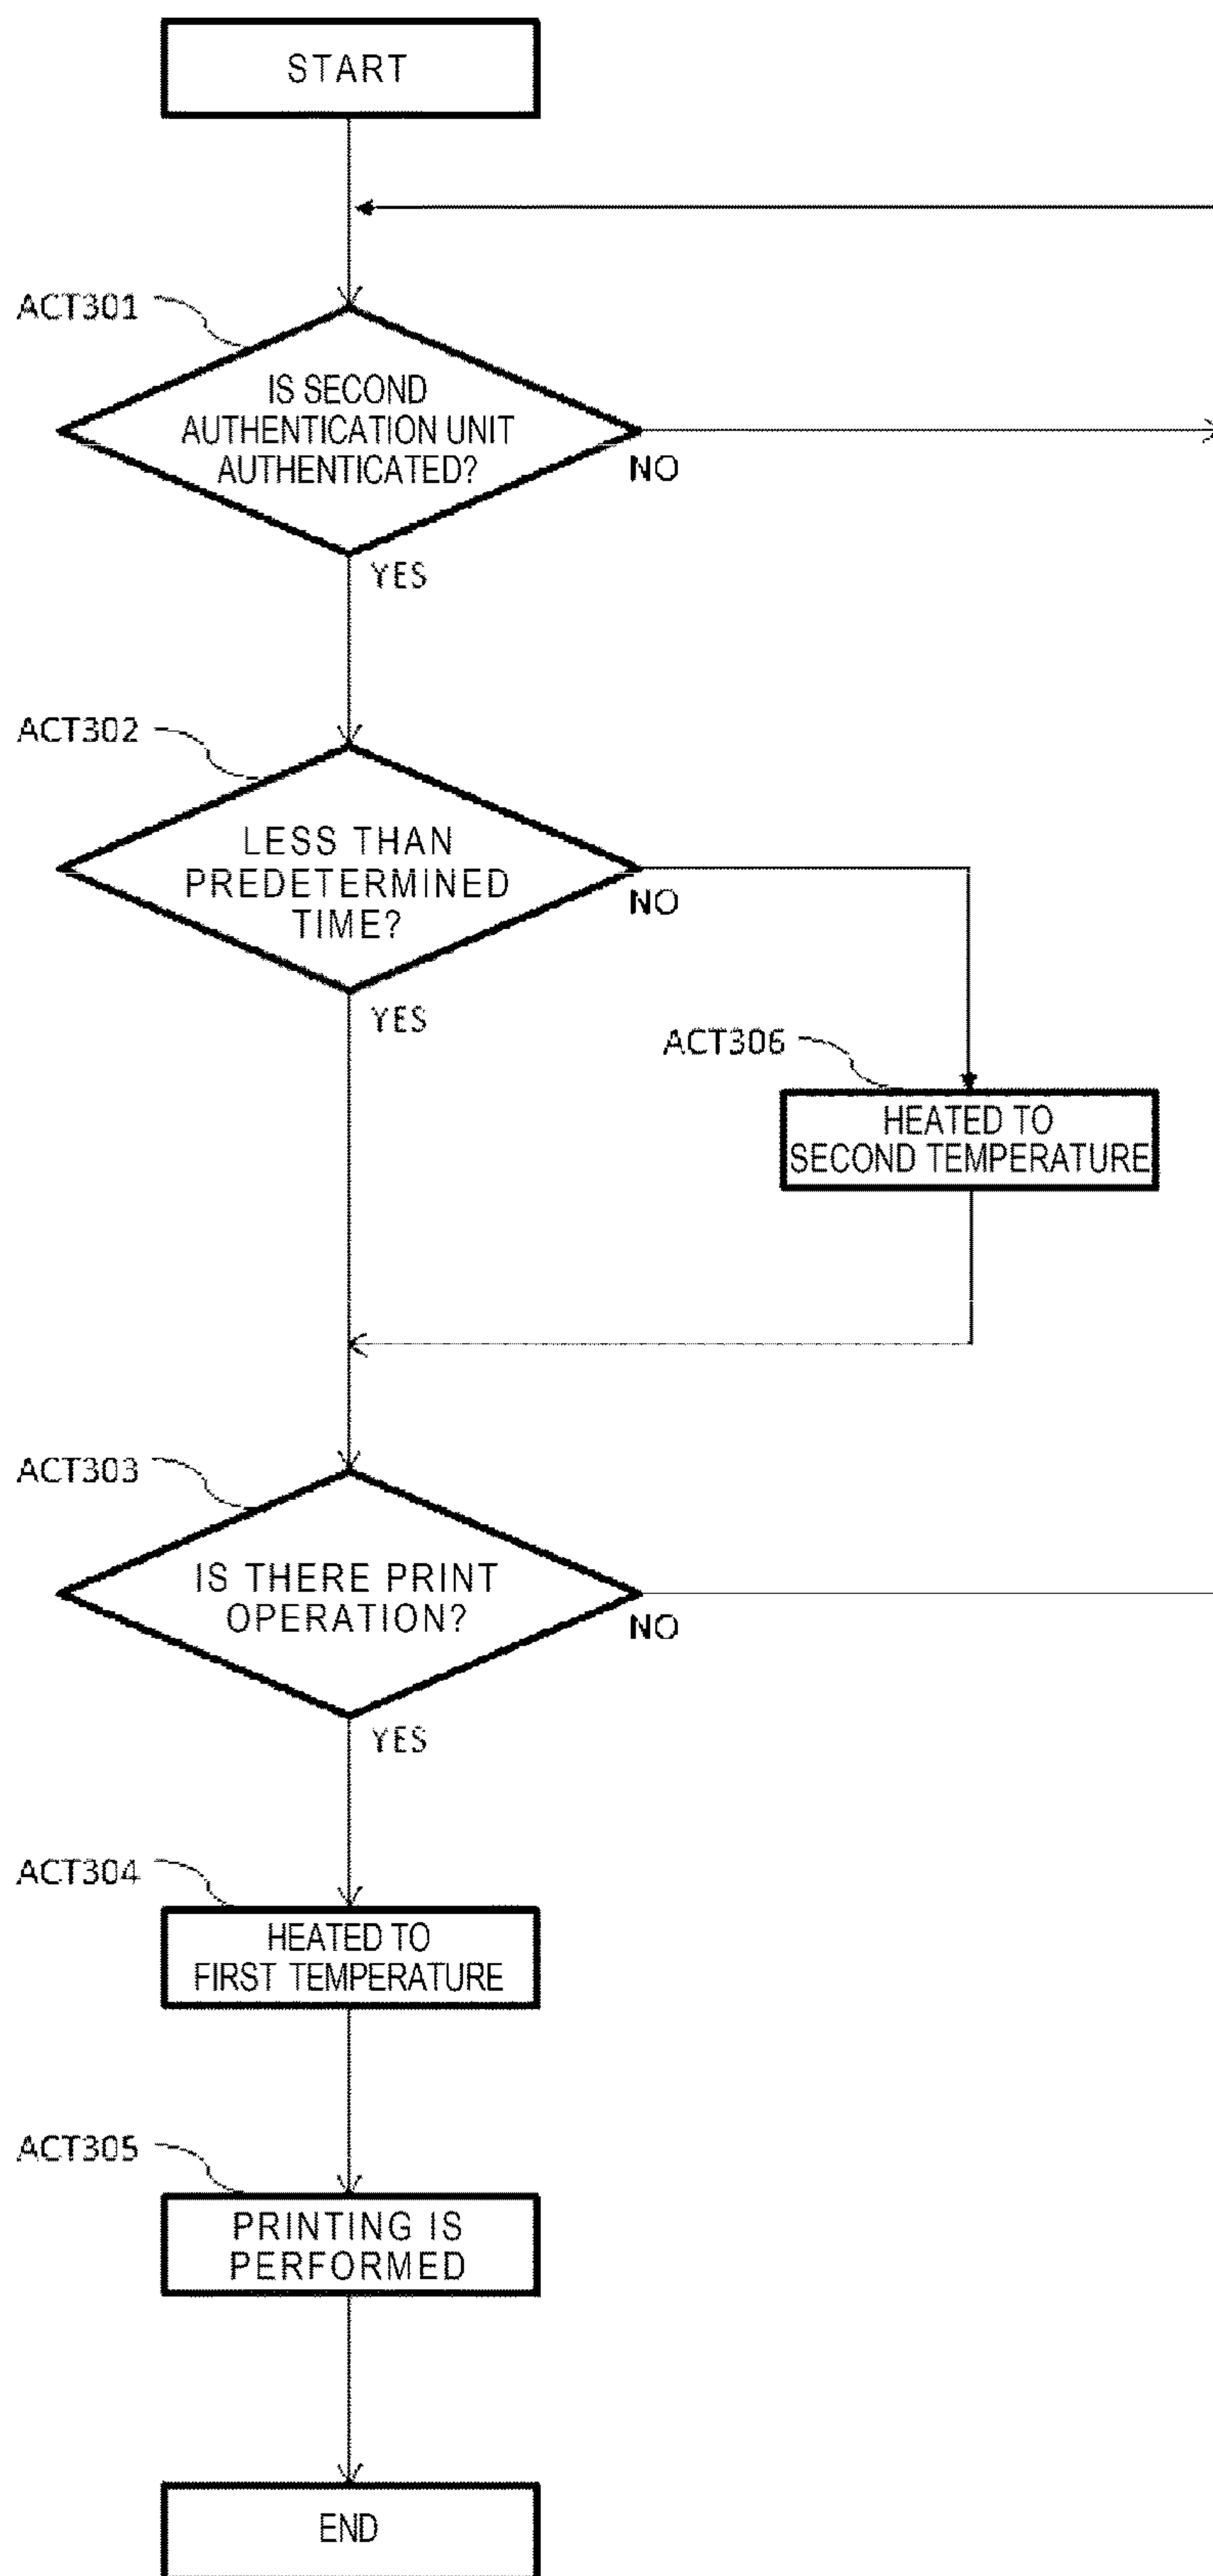 START
ACT301
IS SECOND
AUTHENTICATION UNIT
AUTHENTICATED?
NO
YES
ACT302
LESS THAN
PREDETERMINED
TIME?
NO
YES
ACT306
HEATED TO
SECOND TEMPERATURE
ACT303
IS THERE PRINT
OPERATION?
NO
YES
ACT304
HEATED TO
FIRST TEMPERATURE
ACT305
PRINTING IS
PERFORMED
END